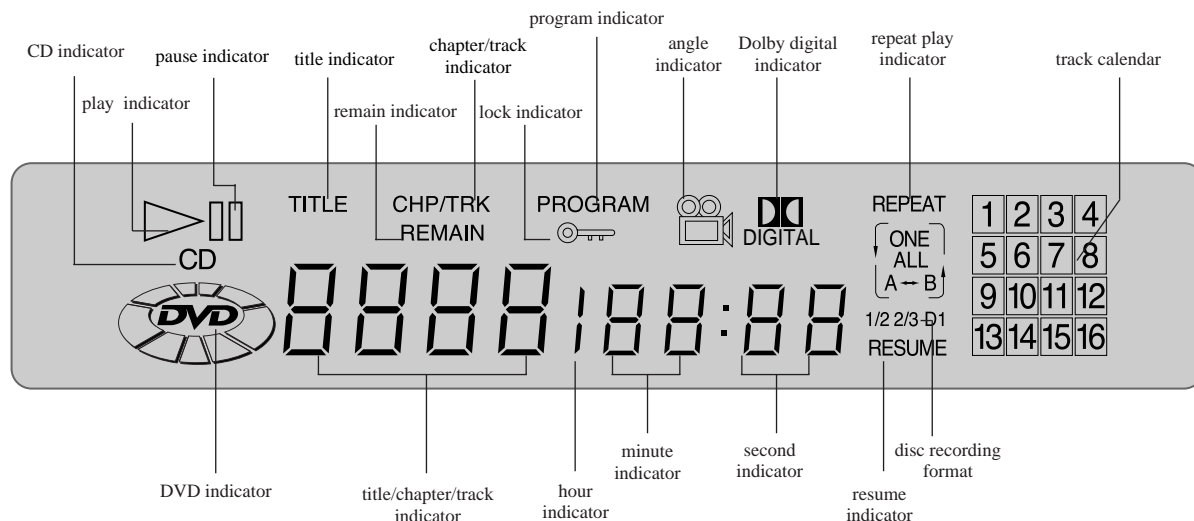 program indicator
CD indicator
pause indicator
title indicator
chapter/track
indicator
angle
indicator
Dolby digital
indicator
repeat play
indicator
track calendar
play indicator
remain indicator
lock indicator
TITLE
CHP/TRK
PROGRAM
REPEAT
REMAIN
DIGITAL
CD
ONE
ALL
A ↔ B
1 2 3 4
5 6 7 8
9 10 11 12
13 14 15 16
DVD
8888 1 88:88
1/2 2/3 D1
RESUME
DVD indicator
title/chapter/track
indicator
hour
indicator
minute
indicator
second
indicator
disc recording
format
resume
indicator